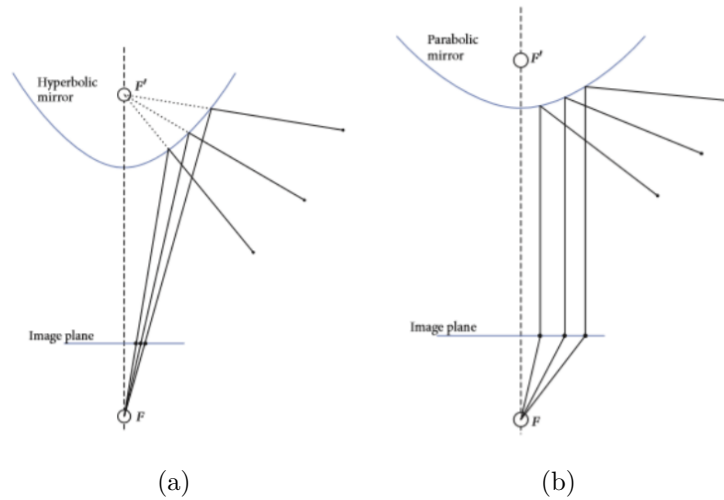 Hyperbolic
mirror
F'
Image plane
F
(a)
Parabolic
mirror
F'
Image plane
F
(b)